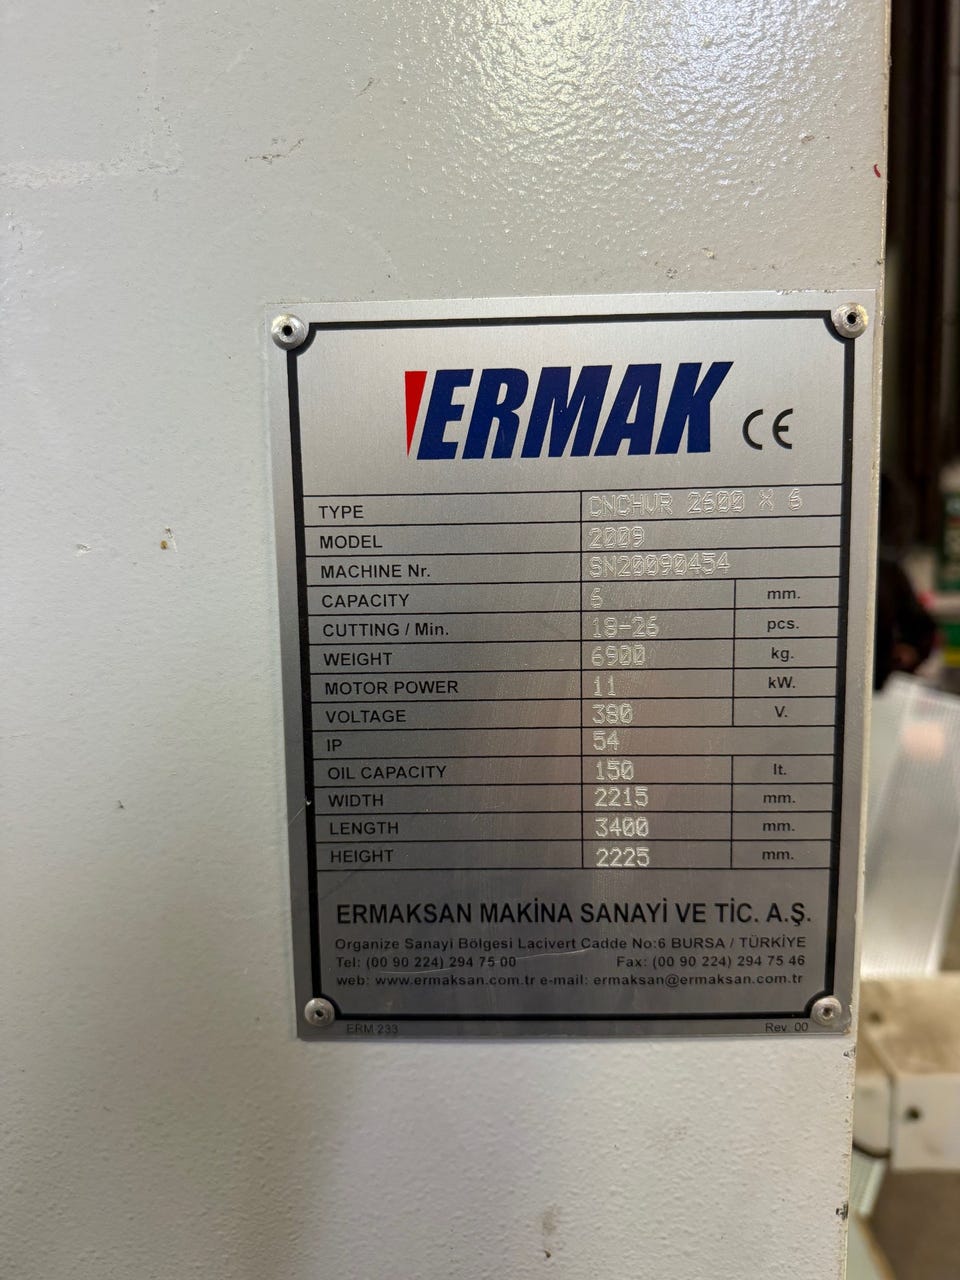 ERMAK CE
TYPE CNCHVR 2600 X 6
MODEL 2009
MACHINE Nr. SN20090454
CAPACITY 6 mm.
CUTTING / Min. 18-26 pcs.
WEIGHT 6900 kg.
MOTOR POWER 11 kW.
VOLTAGE 380 V.
IP 54
OIL CAPACITY 150 lt.
WIDTH 2215 mm.
LENGTH 3400 mm.
HEIGHT 2225 mm.
ERMAKSAN MAKİNA SANAYİ VE TİC. A.Ş.
Organize Sanayi Bölgesi Lacivert Cadde No:6 BURSA / TÜRKİYE
Tel: (00 90 224) 294 75 00 Fax: (00 90 224) 294 75 46
web: www.ermaksan.com.tr e-mail: ermaksan@ermaksan.com.tr
ERM 233 Rev. 00